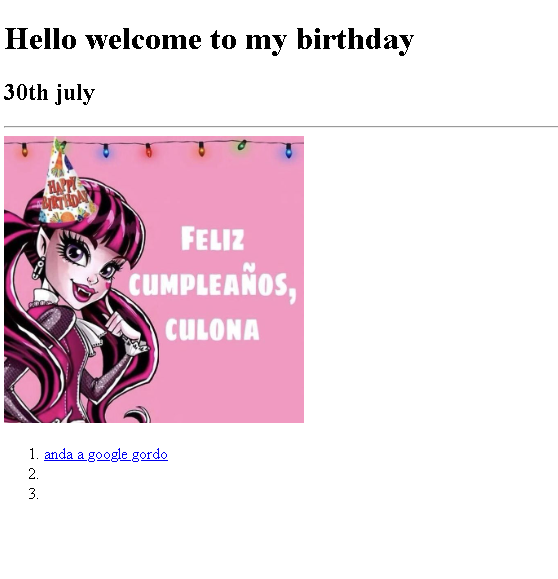 Hello welcome to my birthday
30th july
HAPPY
BIRTHDAY
FELIZ
CUMPLEAÑOS,
CULONA
1. anda a google gordo
2.
3.